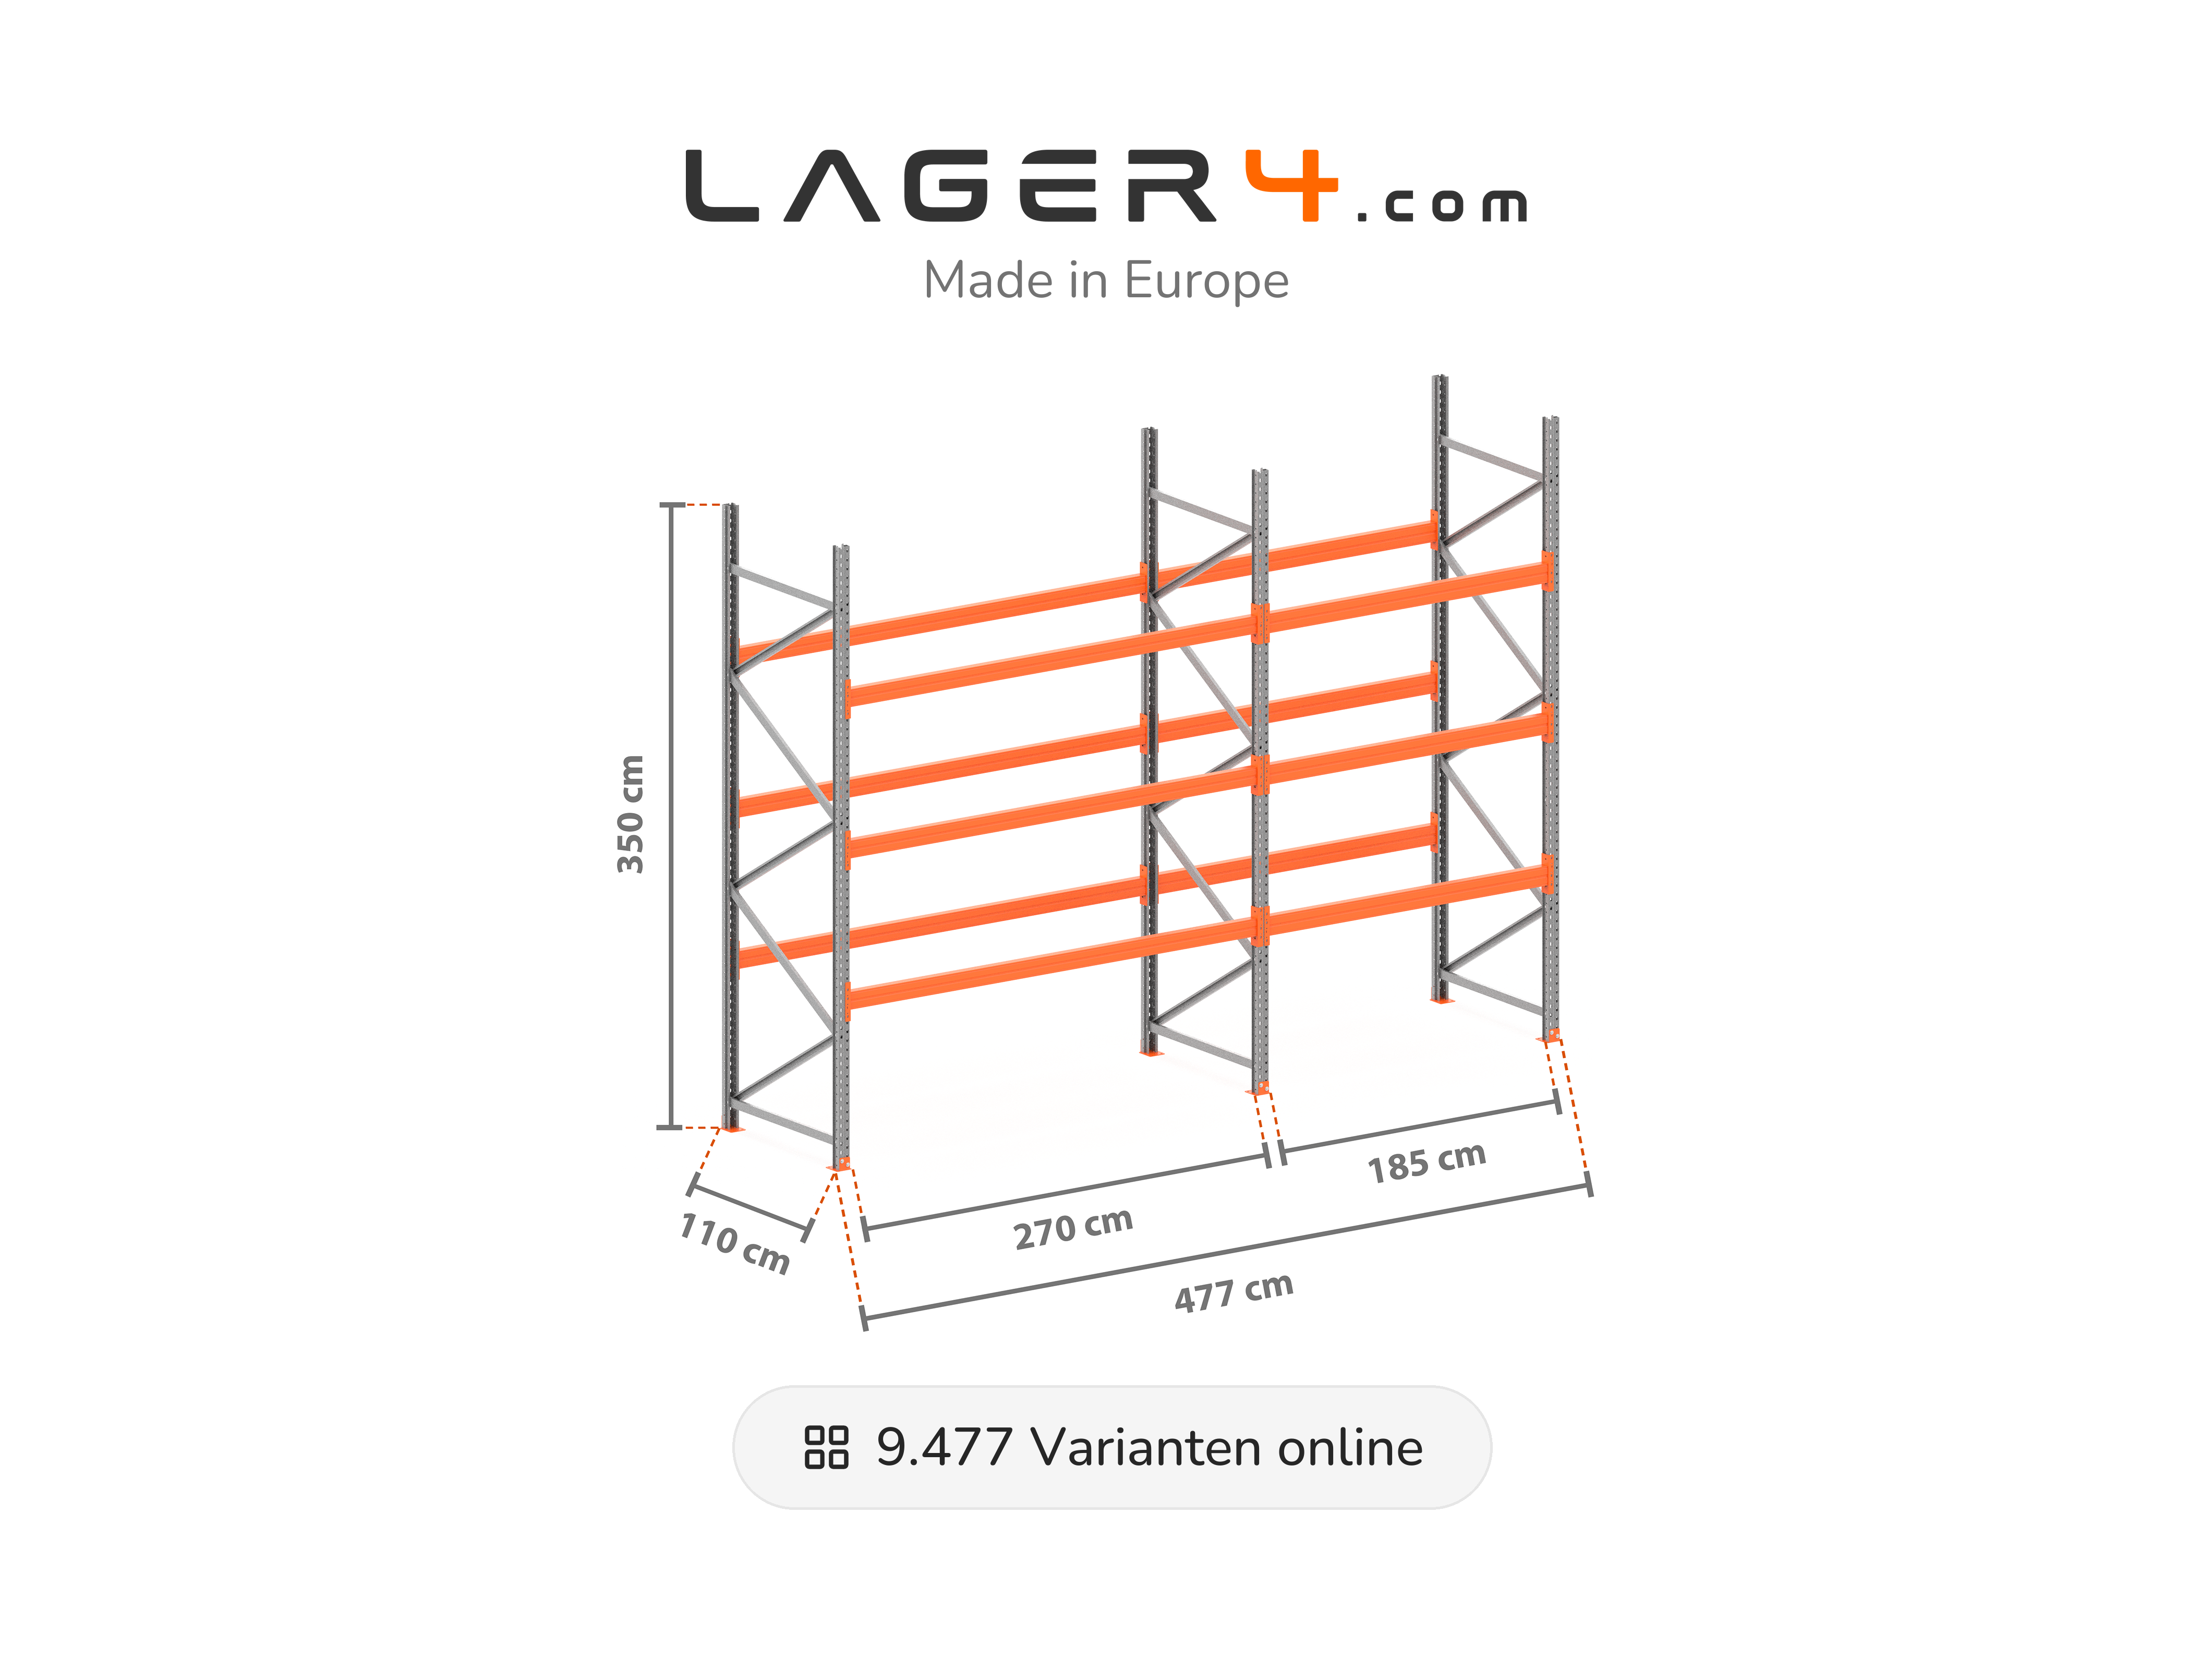 LAGER4.com
Made in Europe
350 cm
110 cm
270 cm
185 cm
477 cm
9.477 Varianten online